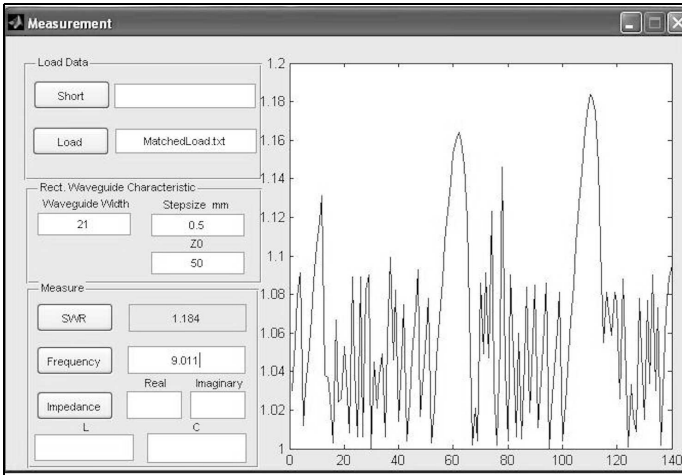 Measurement
Load Data
Short
Load
MatchedLoad.txt
Rect. Waveguide Characteristic
Waveguide Width
Stepsize mm
21
0.5
Z0
50
Measure
SWR
1.184
Frequency
9.011
Real
Imaginary
Impedance
L
C
1.2
1.18
1.16
1.14
1.12
1.1
1.08
1.06
1.04
1.02
1
0 20 40 60 80 100 120 140